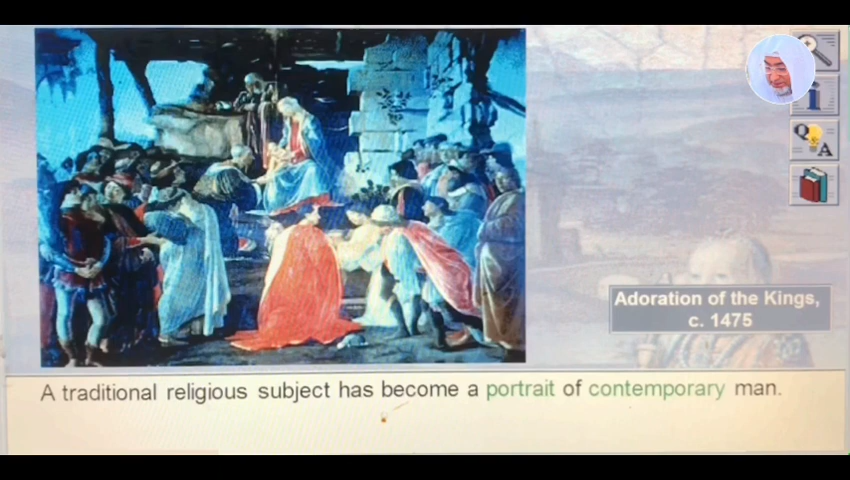 Q
A
Adoration of the Kings,
c. 1475
A traditional religious subject has become a portrait of contemporary man.